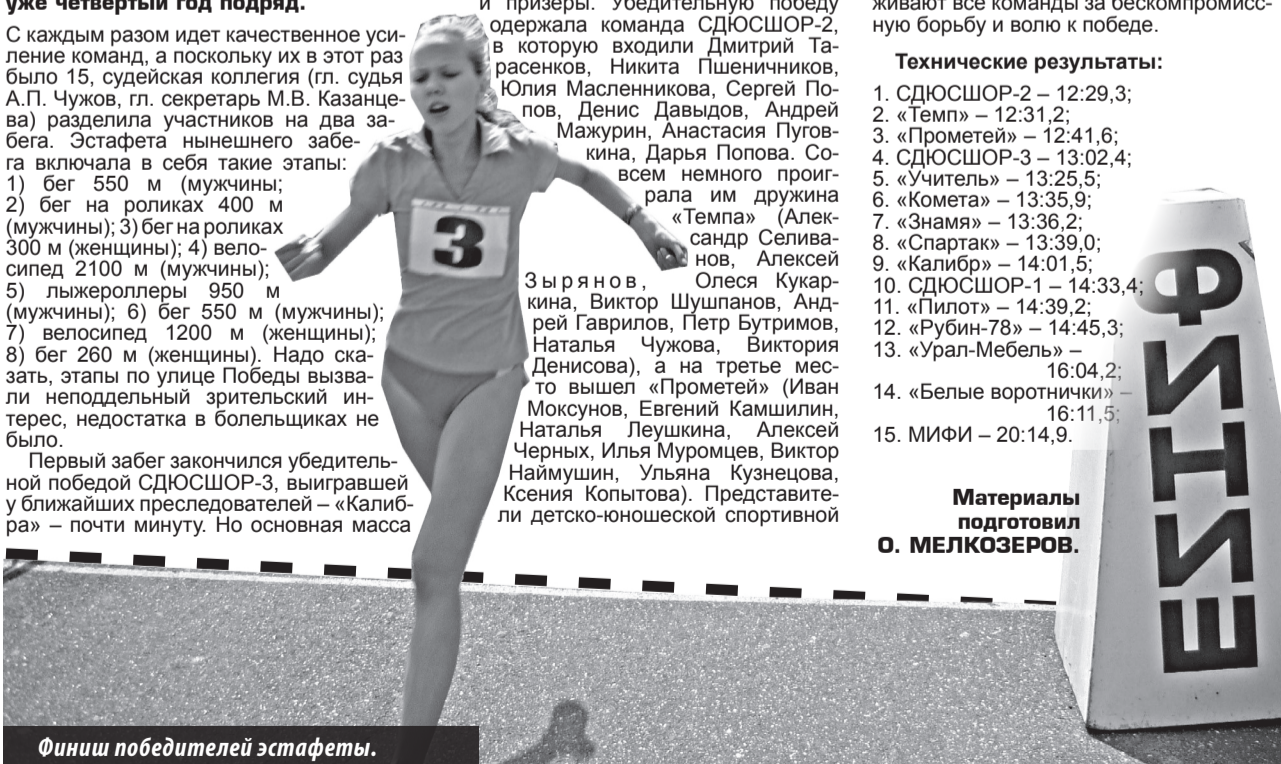 уже четвертый год подряд.
С каждым разом идет качественное уси-
ление команд, а поскольку их в этот раз
было 15, судейская коллегия (гл. судья
А.П. Чужов, гл. секретарь М.В. Казанце-
ва) разделила участников на два за-
бега. Эстафета нынешнего забе-
га включала в себя такие этапы:
1) бег 550 м (мужчины;
2) бег на роликах 400 м
(мужчины); 3) бег на роликах
300 м (женщины); 4) вело-
сипед 2100 м (мужчины);
5) лыжероллеры 950 м
(мужчины); 6) бег 550 м (мужчины);
7) велосипед 1200 м (женщины);
8) бег 260 м (женщины). Надо ска-
зать, этапы по улице Победы вызва-
ли неподдельный зрительский ин-
терес, недостатка в болельщиках не
было.
Первый забег закончился убедитель-
ной победой СДЮСШОР-3, выигравшей
у ближайших преследователей – «Калиб-
ра» – почти минуту. Но основная масса
и призеры. Убедительную победу
одержала команда СДЮСШОР-2,
в которую входили Дмитрий Та-
расенков, Никита Пшеничников,
Юлия Масленникова, Сергей По-
пов, Денис Давыдов, Андрей
Мажурин, Анастасия Пугов-
кина, Дарья Попова. Со-
всем немного проиг-
рала им дружина
«Темпа» (Алек-
сандр Селива-
нов, Алексей
Зырянов, Олеся Кукар-
кина, Виктор Шушпанов, Анд-
рей Гаврилов, Петр Бутримов,
Наталья Чужова, Виктория
Денисова), а на третье мес-
то вышел «Прометей» (Иван
Моксунов, Евгений Камшилин,
Наталья Леушкина, Алексей
Черных, Илья Муромцев, Виктор
Наймушин, Ульяна Кузнецова,
Ксения Копытова). Представите-
ли детско-юношеской спортивной
живают все команды за бескомпромисс-
ную борьбу и волю к победе.
Технические результаты:
1. СДЮСШОР-2 – 12:29,3;
2. «Темп» – 12:31,2;
3. «Прометей» – 12:41,6;
4. СДЮСШОР-3 – 13:02,4;
5. «Учитель» – 13:25,5;
6. «Комета» – 13:35,9;
7. «Знамя» – 13:36,2;
8. «Спартак» – 13:39,0;
9. «Калибр» – 14:01,5;
10. СДЮСШОР-1 – 14:33,4;
11. «Пилот» – 14:39,2;
12. «Рубин-78» – 14:45,3;
13. «Урал-Мебель» –
16:04,2;
14. «Белые воротнички» –
16:11,5;
15. МИФИ – 20:14,9.
Материалы
подготовил
О. МЕЛКОЗЕРОВ.
3
ФИНИШ
Финиш победителей эстафеты.